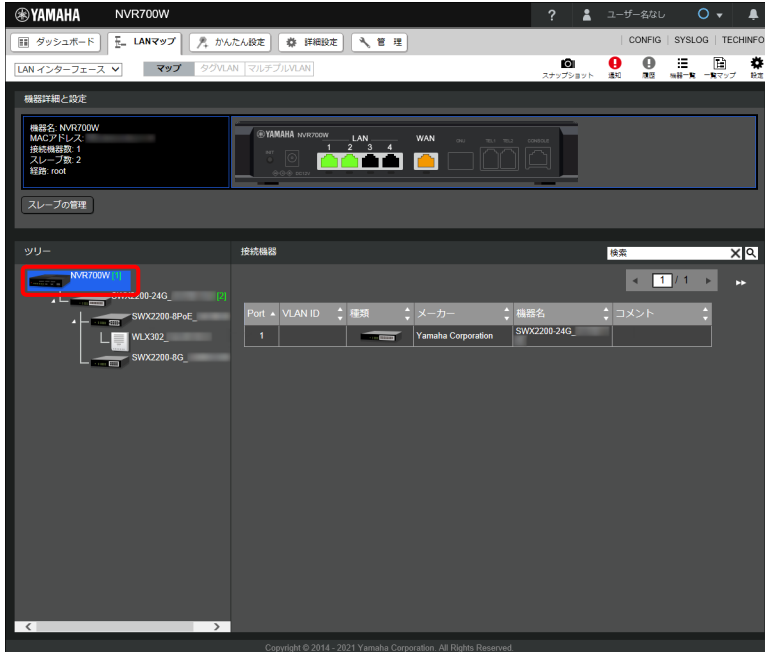 YAMAHA NVR700W ? ユーザー名なし
ダッシュボード LANマップ かんたん設定 詳細設定 管 理 CONFIG SYSLOG TECHINFO
LAN インターフェース マップ タグVLAN マルチプルVLAN スナップショット 通知 履歴 機器一覧 一覧マップ 設定
機器詳細と設定
機器名: NVR700W
MACアドレス:
接続機器数: 1
スレーブ数: 2
経路: root
YAMAHA NVR700W LAN WAN ONU TEL1 TEL2 CONSOLE
1 2 3 4
DC12V
スレーブの管理
ツリー
NVR700W [1]
SWX2200-24G_ [2]
SWX2200-8PoE_
WLX302_
SWX2200-8G_
接続機器 検索
1 / 1
Port VLAN ID 種類 メーカー 機器名 コメント
1 Yamaha Corporation SWX2200-24G_
Copyright © 2014 - 2021 Yamaha Corporation. All Rights Reserved.